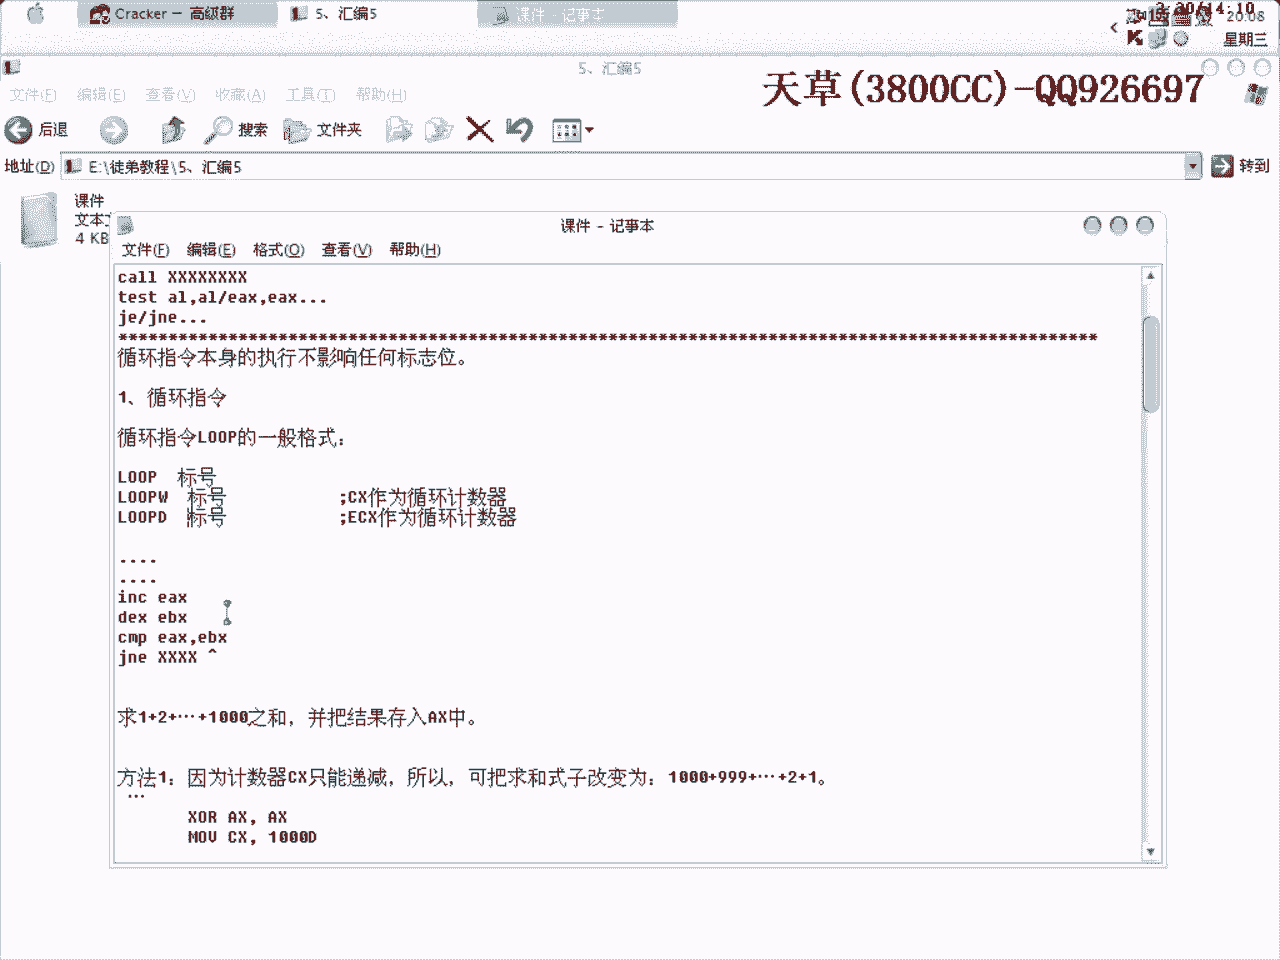 Cracker － 高级群
5、汇编5
课件 - 记事本
20:08
星期三
5、汇编5
天草(3800CC)-QQ926697
文件(F) 编辑(E) 查看(V) 收藏(A) 工具(T) 帮助(H)
后退 搜索 文件夹
地址(D) E:\徒弟教程\5、汇编5 转到
课件
文本文
4 KB
课件 - 记事本
文件(F) 编辑(E) 格式(O) 查看(V) 帮助(H)
call XXXXXXXX
test al,al/eax,eax...
je/jne...
**************************************************************************************************
循环指令本身的执行不影响任何标志位。
1、循环指令
循环指令LOOP的一般格式：
LOOP 标号
LOOPW 标号 ;CX作为循环计数器
LOOPD 标号 ;ECX作为循环计数器
....
....
inc eax
dex ebx
cmp eax,ebx
jne XXXX ^
求1+2+…+1000之和，并把结果存入AX中。
方法1：因为计数器CX只能递减，所以，可把求和式子改变为：1000+999+…+2+1。
…
XOR AX, AX
MOV CX, 1000D